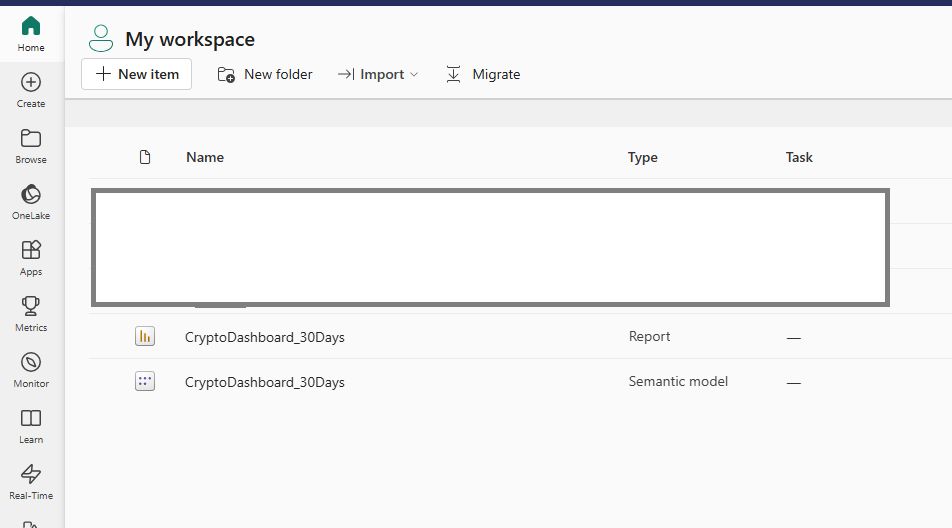 My workspace
New item New folder Import Migrate
Home
Create
Browse
OneLake
Apps
Metrics
Monitor
Learn
Real-Time
Name Type Task
CryptoDashboard_30Days Report —
CryptoDashboard_30Days Semantic model —